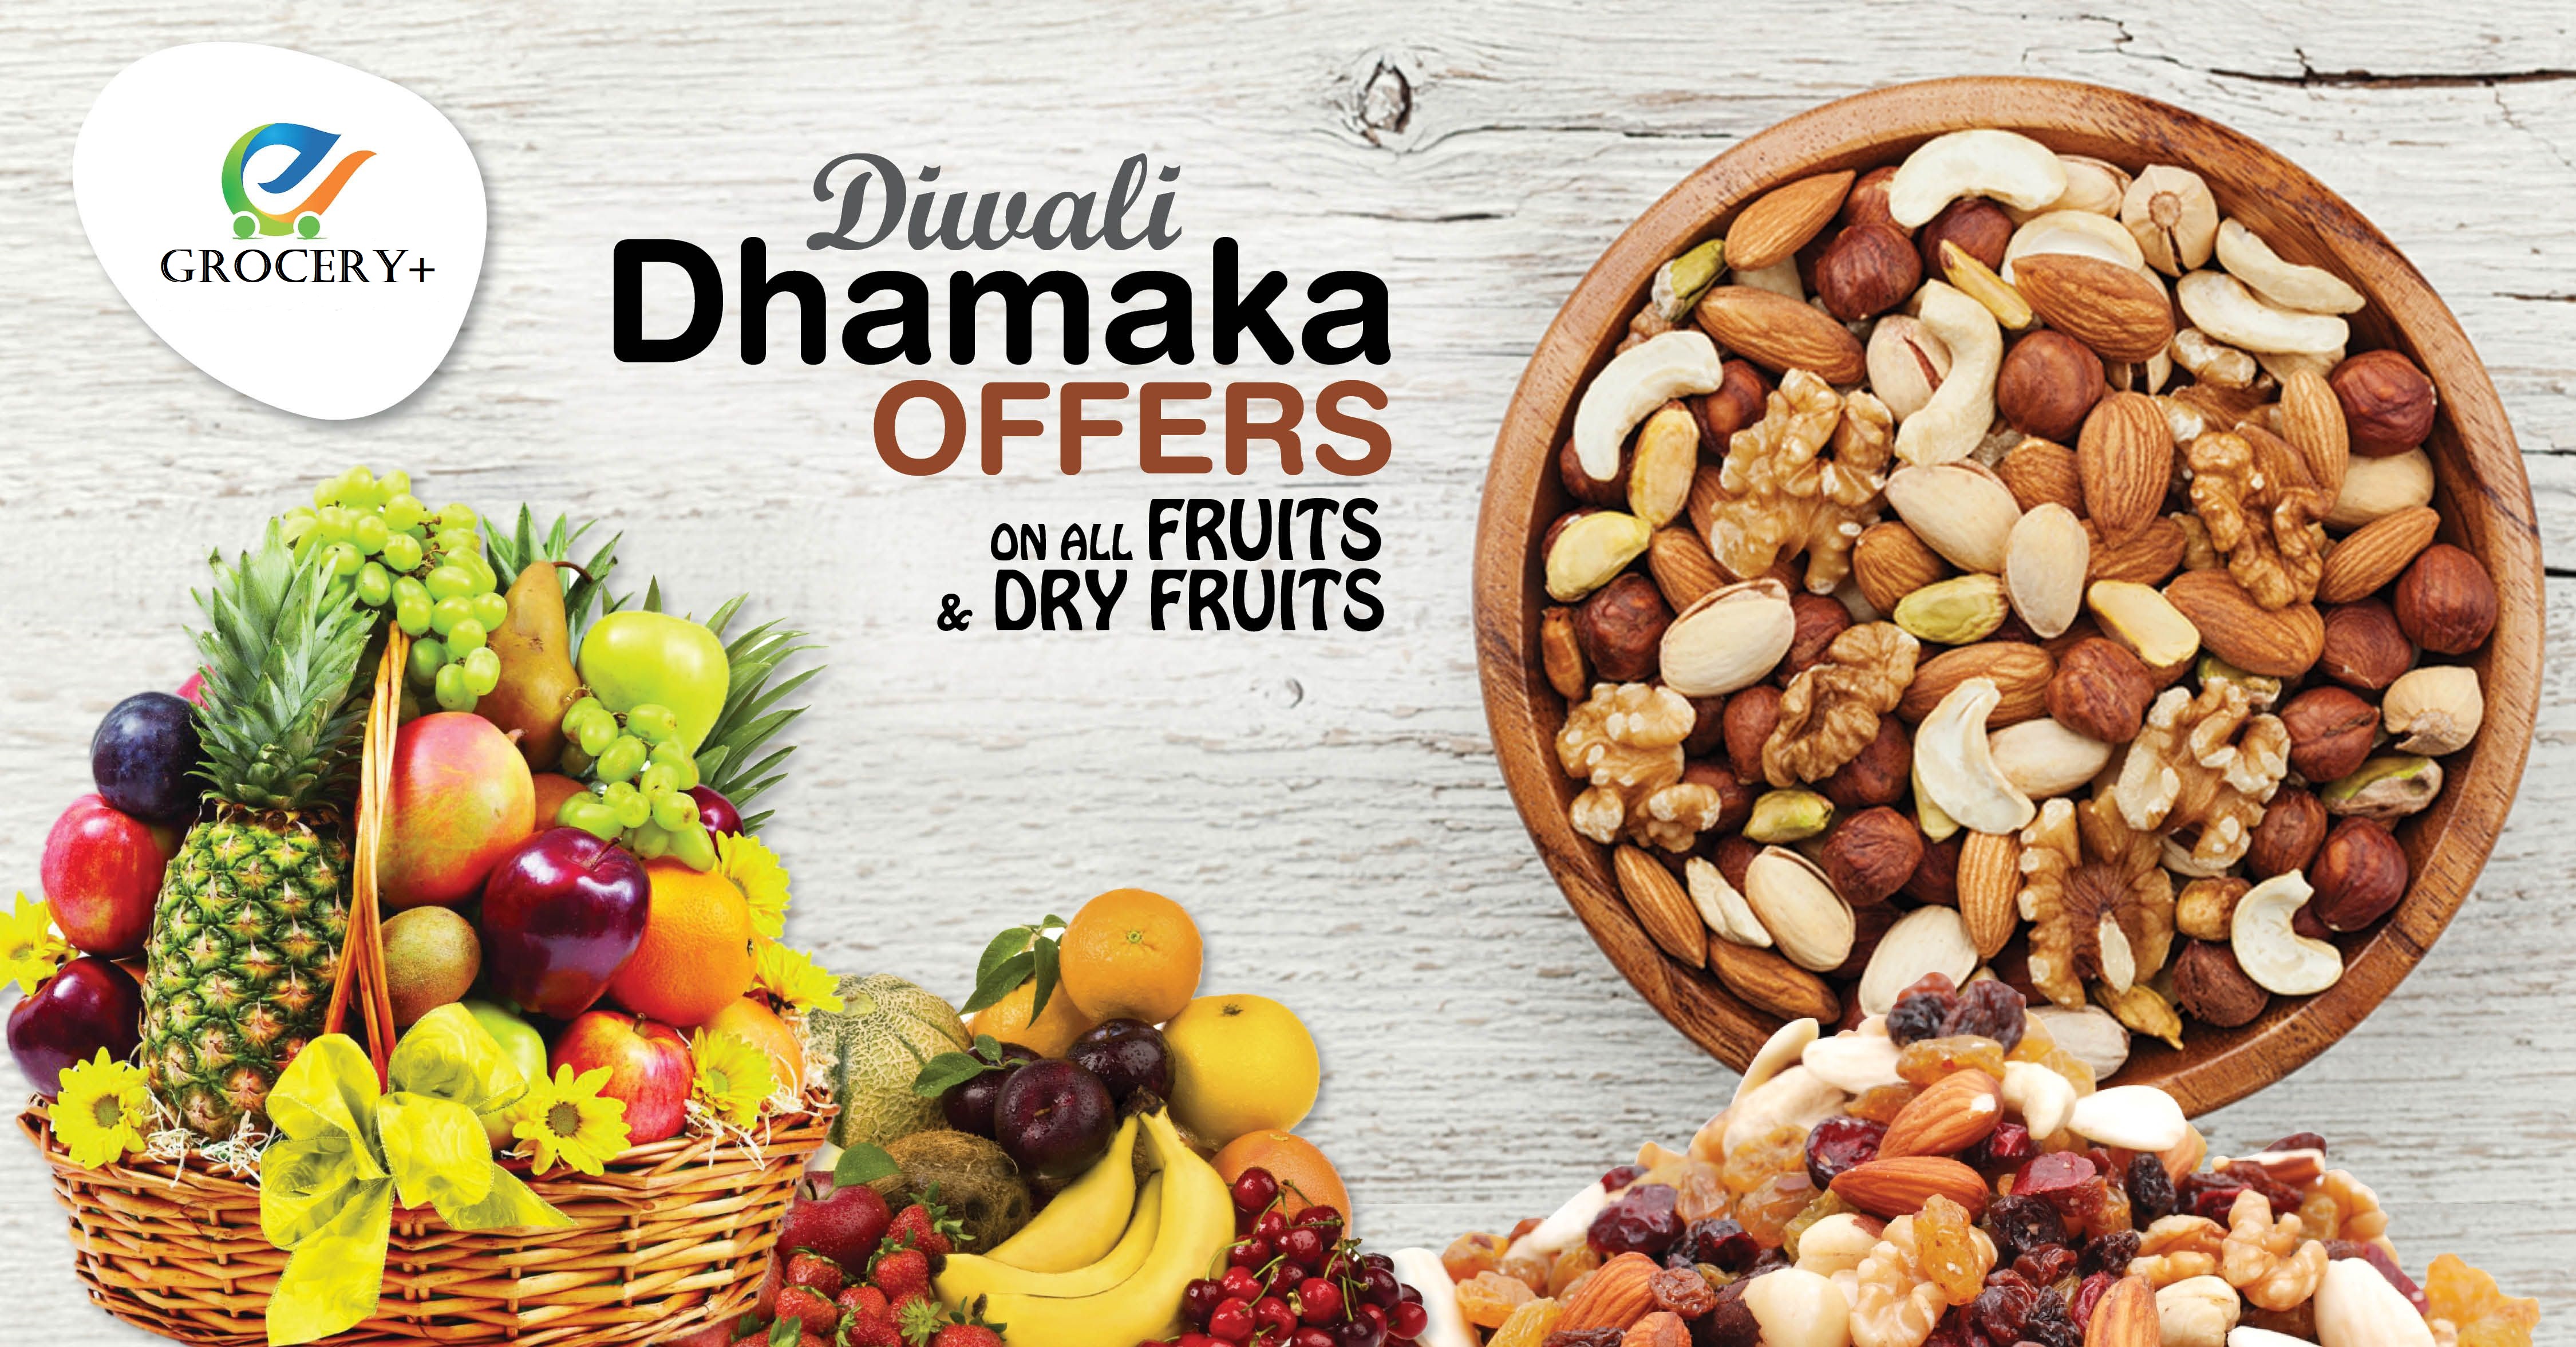 GROCERY+
Diwali
Dhamaka
OFFERS
ON ALL FRUITS
& DRY FRUITS